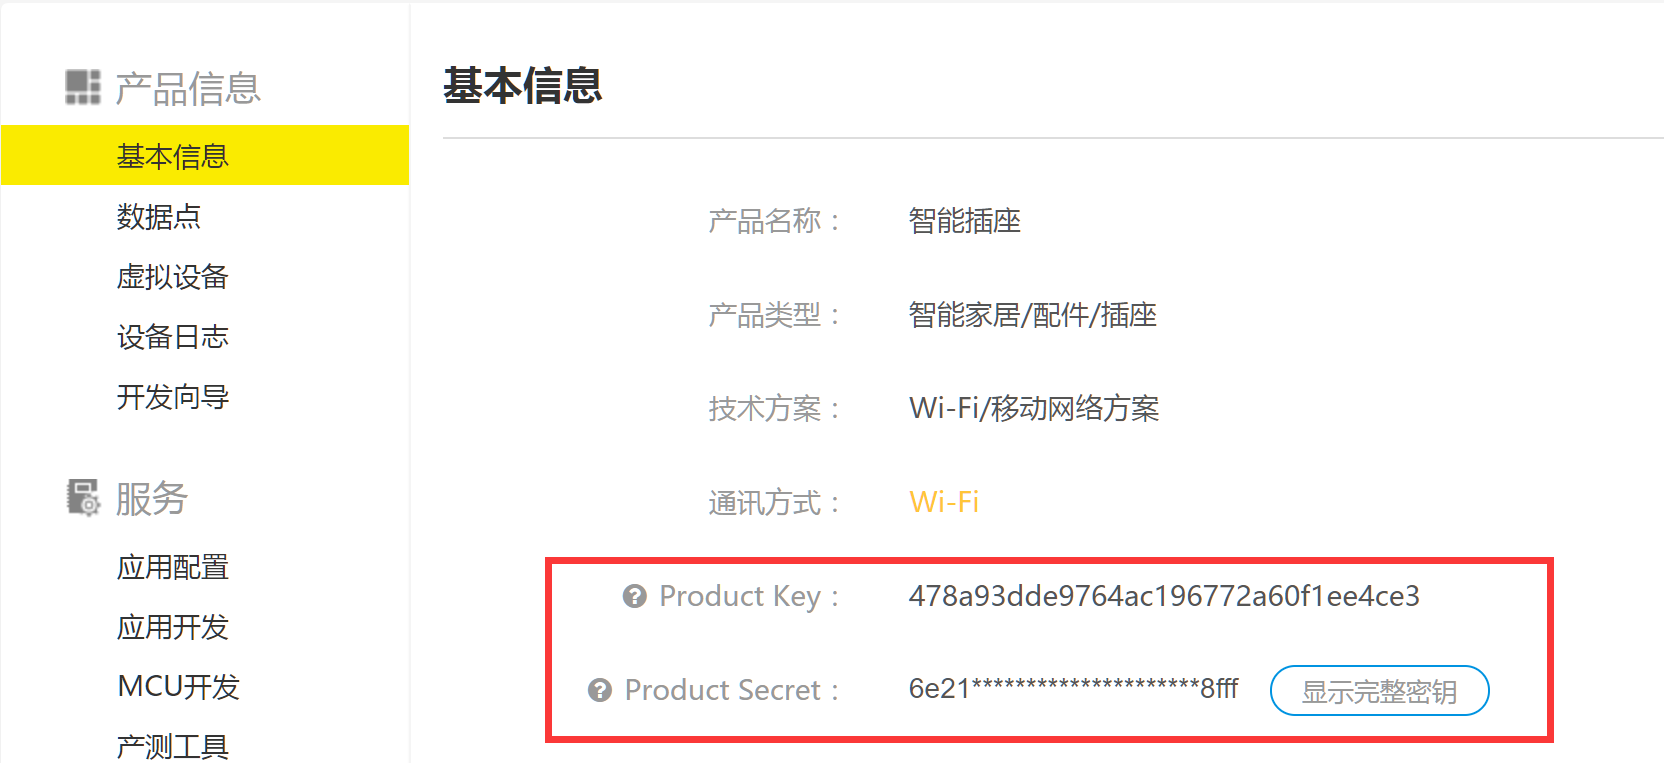 产品信息
基本信息
数据点
虚拟设备
设备日志
开发向导
服务
应用配置
应用开发
MCU开发
产测工具
基本信息
产品名称： 智能插座
产品类型： 智能家居/配件/插座
技术方案： Wi-Fi/移动网络方案
通讯方式： Wi-Fi
Product Key： 478a93dde9764ac196772a60f1ee4ce3
Product Secret： 6e21*********************8fff 显示完整密钥